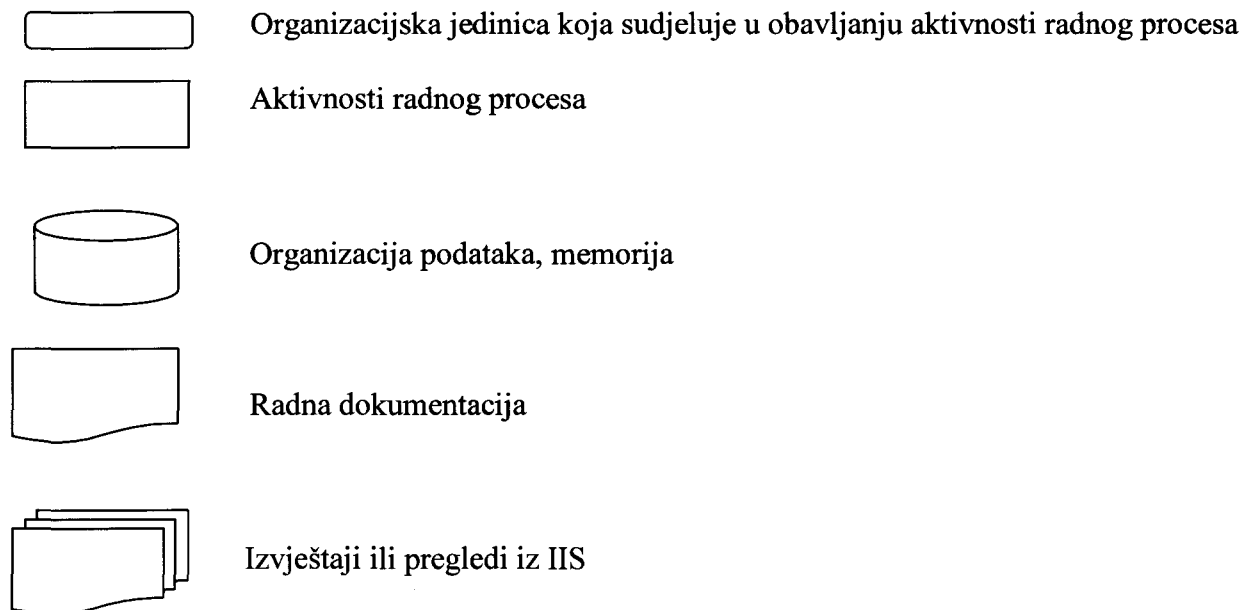 Organizacijska jedinica koja sudjeluje u obavljanju aktivnosti radnog procesa
Aktivnosti radnog procesa
Organizacija podataka, memorija
Radna dokumentacija
Izvještaji ili pregledi iz IIS